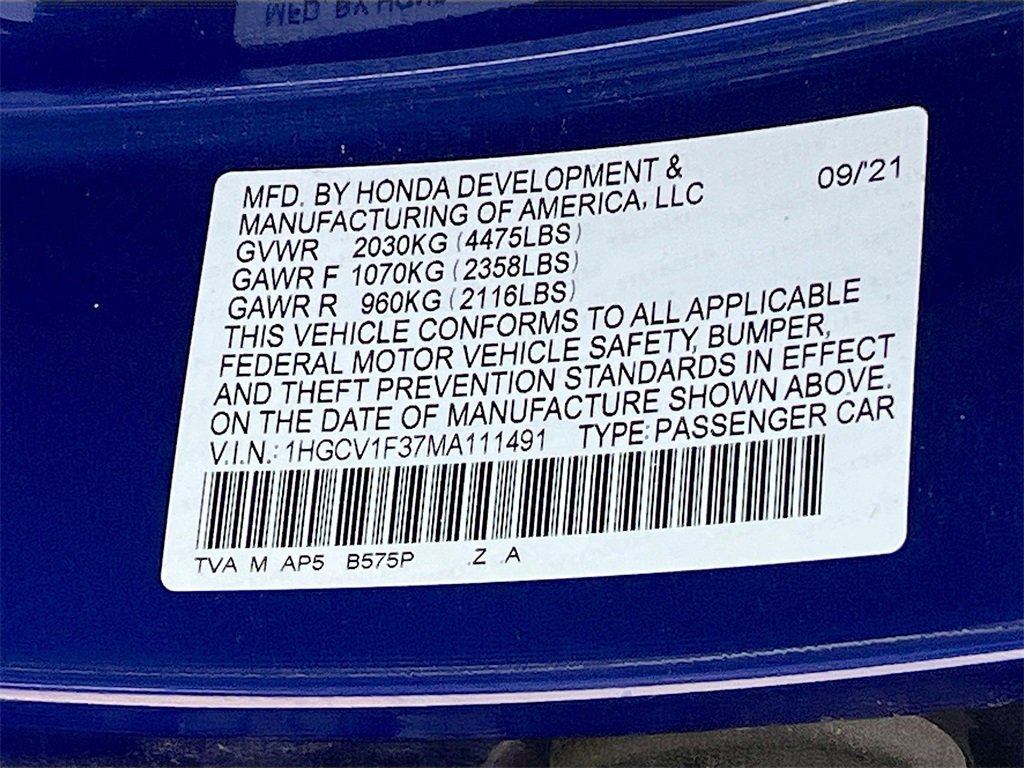 MFD. BY HONDA DEVELOPMENT & 09/'21
MANUFACTURING OF AMERICA, LLC
GVWR 2030KG (4475LBS)
GAWR F 1070KG (2358LBS)
GAWR R 960KG (2116LBS)
THIS VEHICLE CONFORMS TO ALL APPLICABLE
FEDERAL MOTOR VEHICLE SAFETY, BUMPER,
AND THEFT PREVENTION STANDARDS IN EFFECT
ON THE DATE OF MANUFACTURE SHOWN ABOVE.
V.I.N.: 1HGCV1F37MA111491 TYPE: PASSENGER CAR
TVA M AP5 B575P .Z .A